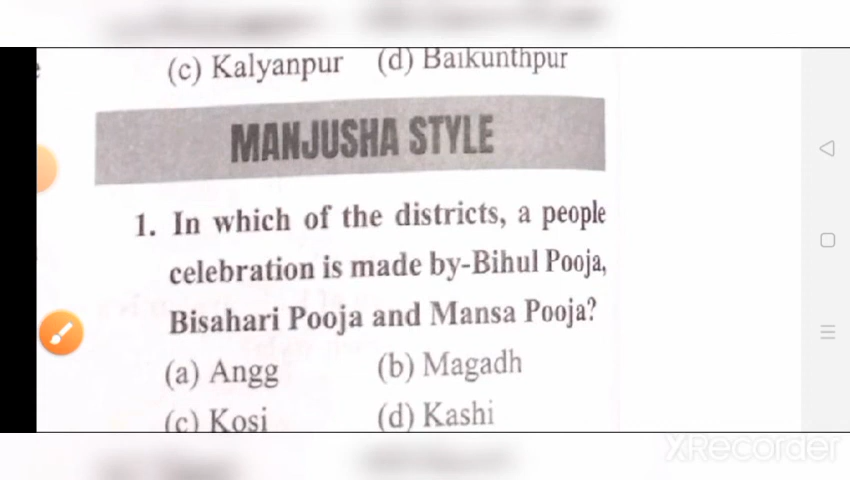 (c) Kalyanpur (d) Baikunthpur
MANJUSHA STYLE
1. In which of the districts, a people
celebration is made by-Bihul Pooja,
Bisahari Pooja and Mansa Pooja?
(a) Angg (b) Magadh
(c) Kosi (d) Kashi
XRecorder